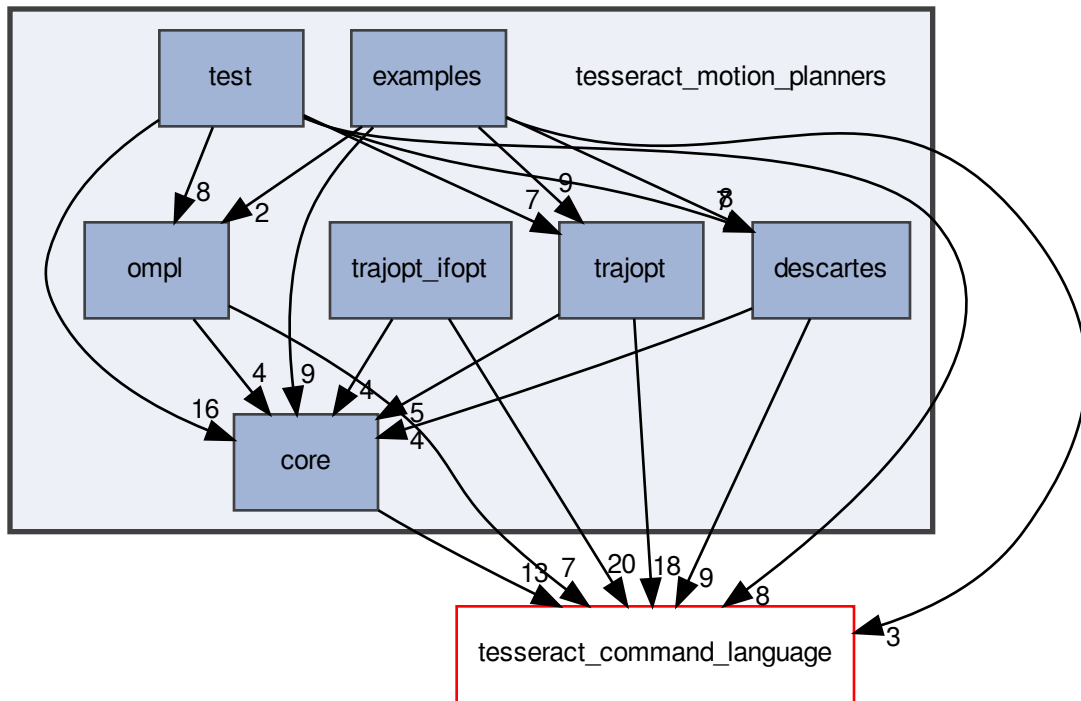 test
examples
tesseract_motion_planners
8
2
7
9
7
8
ompl
trajopt_ifopt
trajopt
descartes
16
4
9
4
5
4
core
13
7
20
18
9
8
3
tesseract_command_language